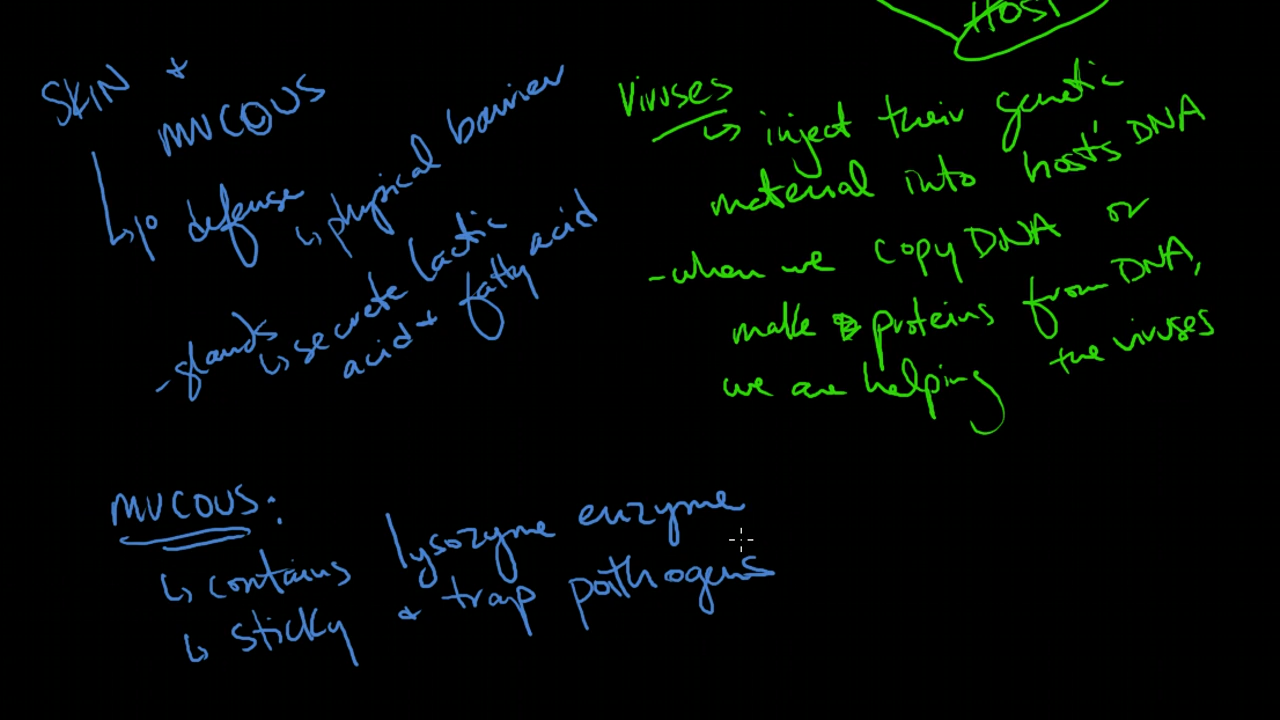 SKIN +
MUCOUS
↳ 1° defense
↳ physical barrier
- glands
↳ secrete lactic
acid + fatty acid
MUCOUS:
↳ contains lysozyme enzyme
↳ sticky + trap pathogens
HOST
Viruses
↳ inject their genetic
material into host's DNA
- when we copy DNA or
make proteins from DNA,
we are helping the viruses